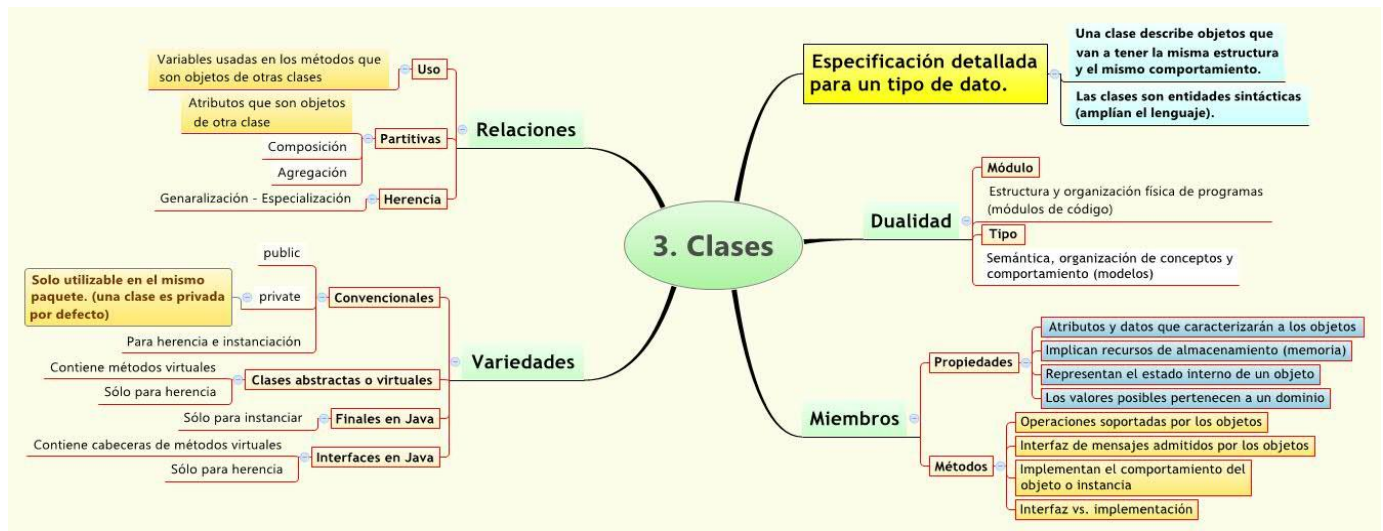 3. Clases
Especificación detallada
para un tipo de dato.
Una clase describe objetos que
van a tener la misma estructura
y el mismo comportamiento.
Las clases son entidades sintácticas
(amplían el lenguaje).
Dualidad
Módulo
Estructura y organización física de programas
(módulos de código)
Tipo
Semántica, organización de conceptos y
comportamiento (modelos)
Miembros
Propiedades
Atributos y datos que caracterizarán a los objetos
Implican recursos de almacenamiento (memoria)
Representan el estado interno de un objeto
Los valores posibles pertenecen a un dominio
Métodos
Operaciones soportadas por los objetos
Interfaz de mensajes admitidos por los objetos
Implementan el comportamiento del
objeto o instancia
Interfaz vs. implementación
Relaciones
Uso
Variables usadas en los métodos que
son objetos de otras clases
Partitivas
Atributos que son objetos
de otra clase
Composición
Agregación
Herencia
Genaralización - Especialización
Variedades
Convencionales
public
private
Solo utilizable en el mismo
paquete. (una clase es privada
por defecto)
Para herencia e instanciación
Clases abstractas o virtuales
Contiene métodos virtuales
Sólo para herencia
Finales en Java
Sólo para instanciar
Interfaces en Java
Contiene cabeceras de métodos virtuales
Sólo para herencia